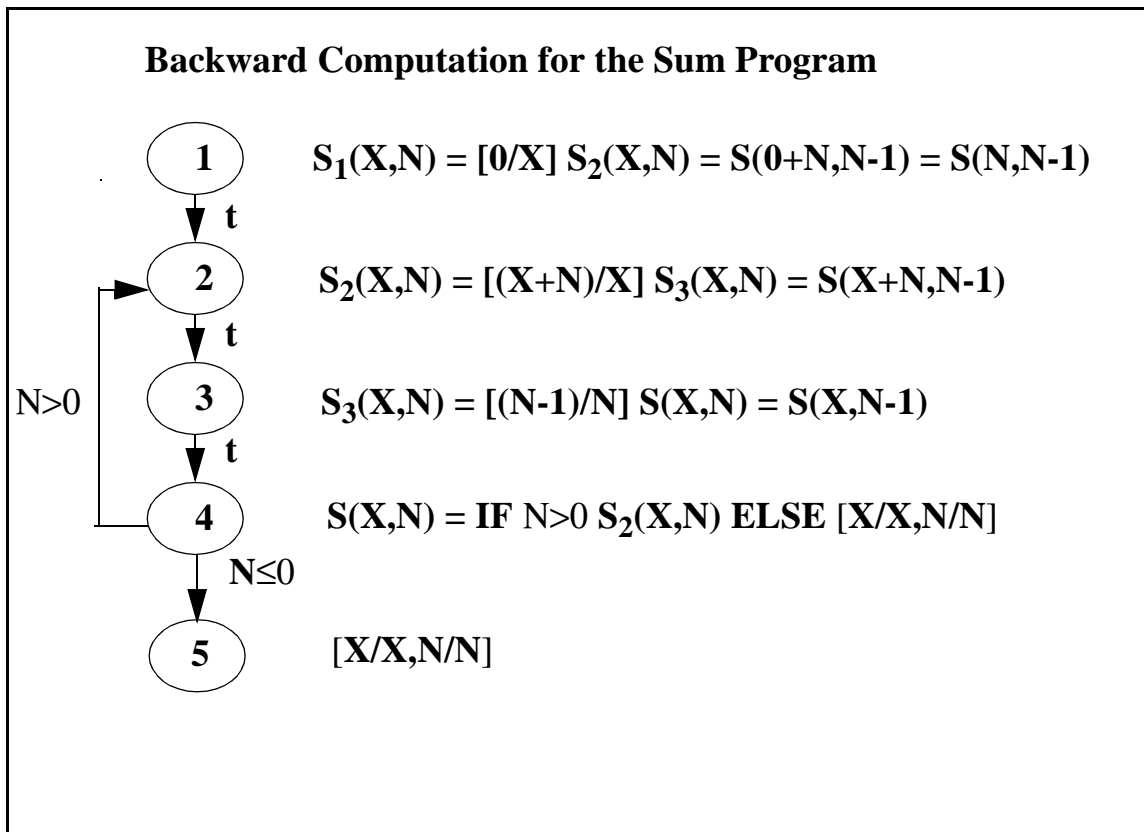 Backward Computation for the Sum Program
1
S₁(X,N) = [0/X] S₂(X,N) = S(0+N,N-1) = S(N,N-1)
t
2
S₂(X,N) = [(X+N)/X] S₃(X,N) = S(X+N,N-1)
t
N>0
3
S₃(X,N) = [(N-1)/N] S(X,N) = S(X,N-1)
t
4
S(X,N) = IF N>0 S₂(X,N) ELSE [X/X,N/N]
N≤0
5
[X/X,N/N]